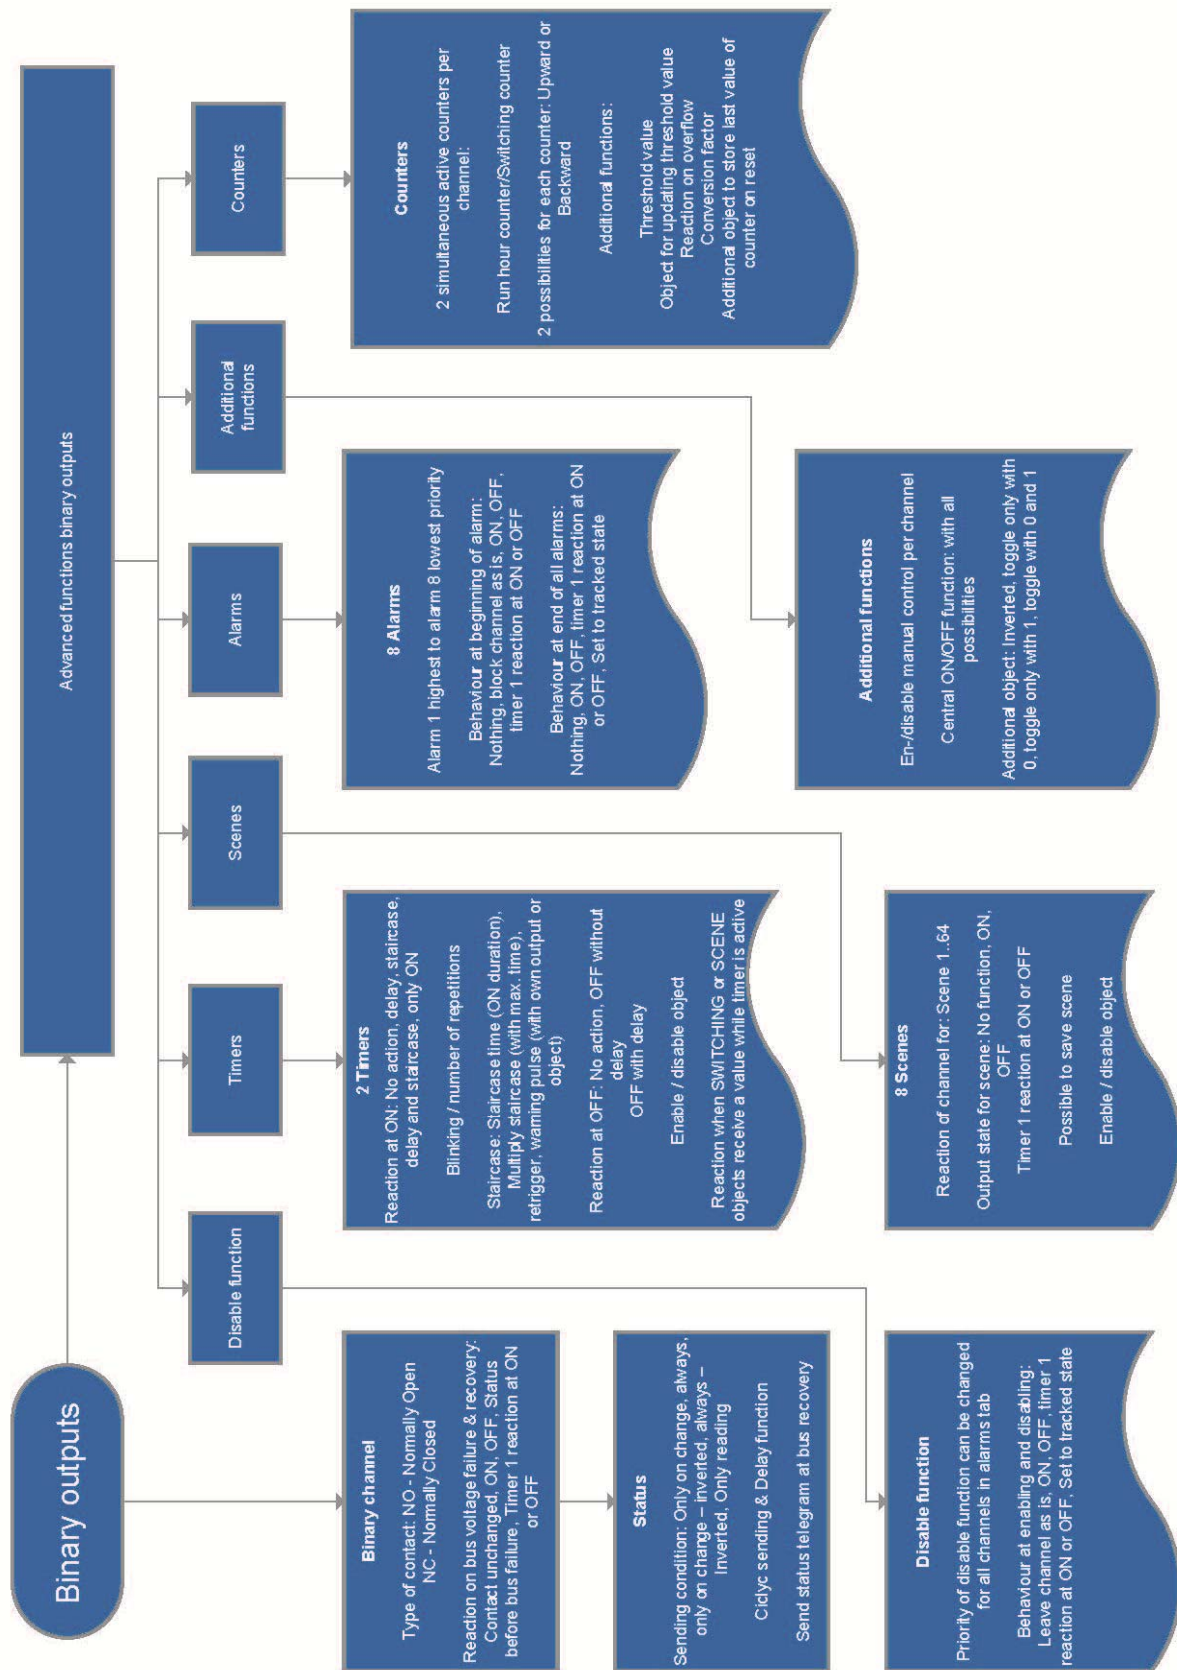 Binary outputs
Advanced functions binary outputs
Disable function
Timers
Scenes
Alarms
Additional
functions
Counters
Binary channel
Type of contact: NO - Normally Open
NC - Normally Closed
Reaction on bus voltage failure & recovery:
Contact unchanged, ON, OFF, Status
before bus failure, Timer 1 reaction at ON
or OFF
2 Timers
Reaction at ON: No action, delay, staircase,
delay and staircase, only ON
Blinking / number of repetitions
Staircase: Staircase time (ON duration),
Multiply staircase (with max. time),
retrigger, warning pulse (with own output or
object)
Reaction at OFF: No action, OFF without
delay
OFF with delay
Enable / disable object
Reaction when SWITCHING or SCENE
objects receive a value while timer is active
8 Alarms
Alarm 1 highest to alarm 8 lowest priority
Behaviour at beginning of alarm:
Nothing, block channel as is, ON, OFF,
timer 1 reaction at ON or OFF
Behaviour at end of all alarms:
Nothing, ON, OFF, timer 1 reaction at ON
or OFF, Set to tracked state
Counters
2 simultaneous active counters per
channel:
Run hour counter/Switching counter
2 possibilities for each counter: Upward or
Backward
Additional functions:
Threshold value
Object for updating threshold value
Reaction on overflow
Conversion factor
Additional object to store last value of
counter on reset
Status
Sending condition: Only on change, always,
only on change – inverted, always –
Inverted, Only reading
Ciclyc sending & Delay function
Send status telegram at bus recovery
Disable function
Priority of disable function can be changed
for all channels in alarms tab
Behaviour at enabling and disabling:
Leave channel as is, ON, OFF, timer 1
reaction at ON or OFF, Set to tracked state
8 Scenes
Reaction of channel for: Scene 1..64
Output state for scene: No function, ON,
OFF
Timer 1 reaction at ON or OFF
Possible to save scene
Enable / disable object
Additional functions
En-/disable manual control per channel
Central ON/OFF function: with all
possibilities
Additional object: Inverted, toggle only with
0, toggle only with 1, toggle with 0 and 1